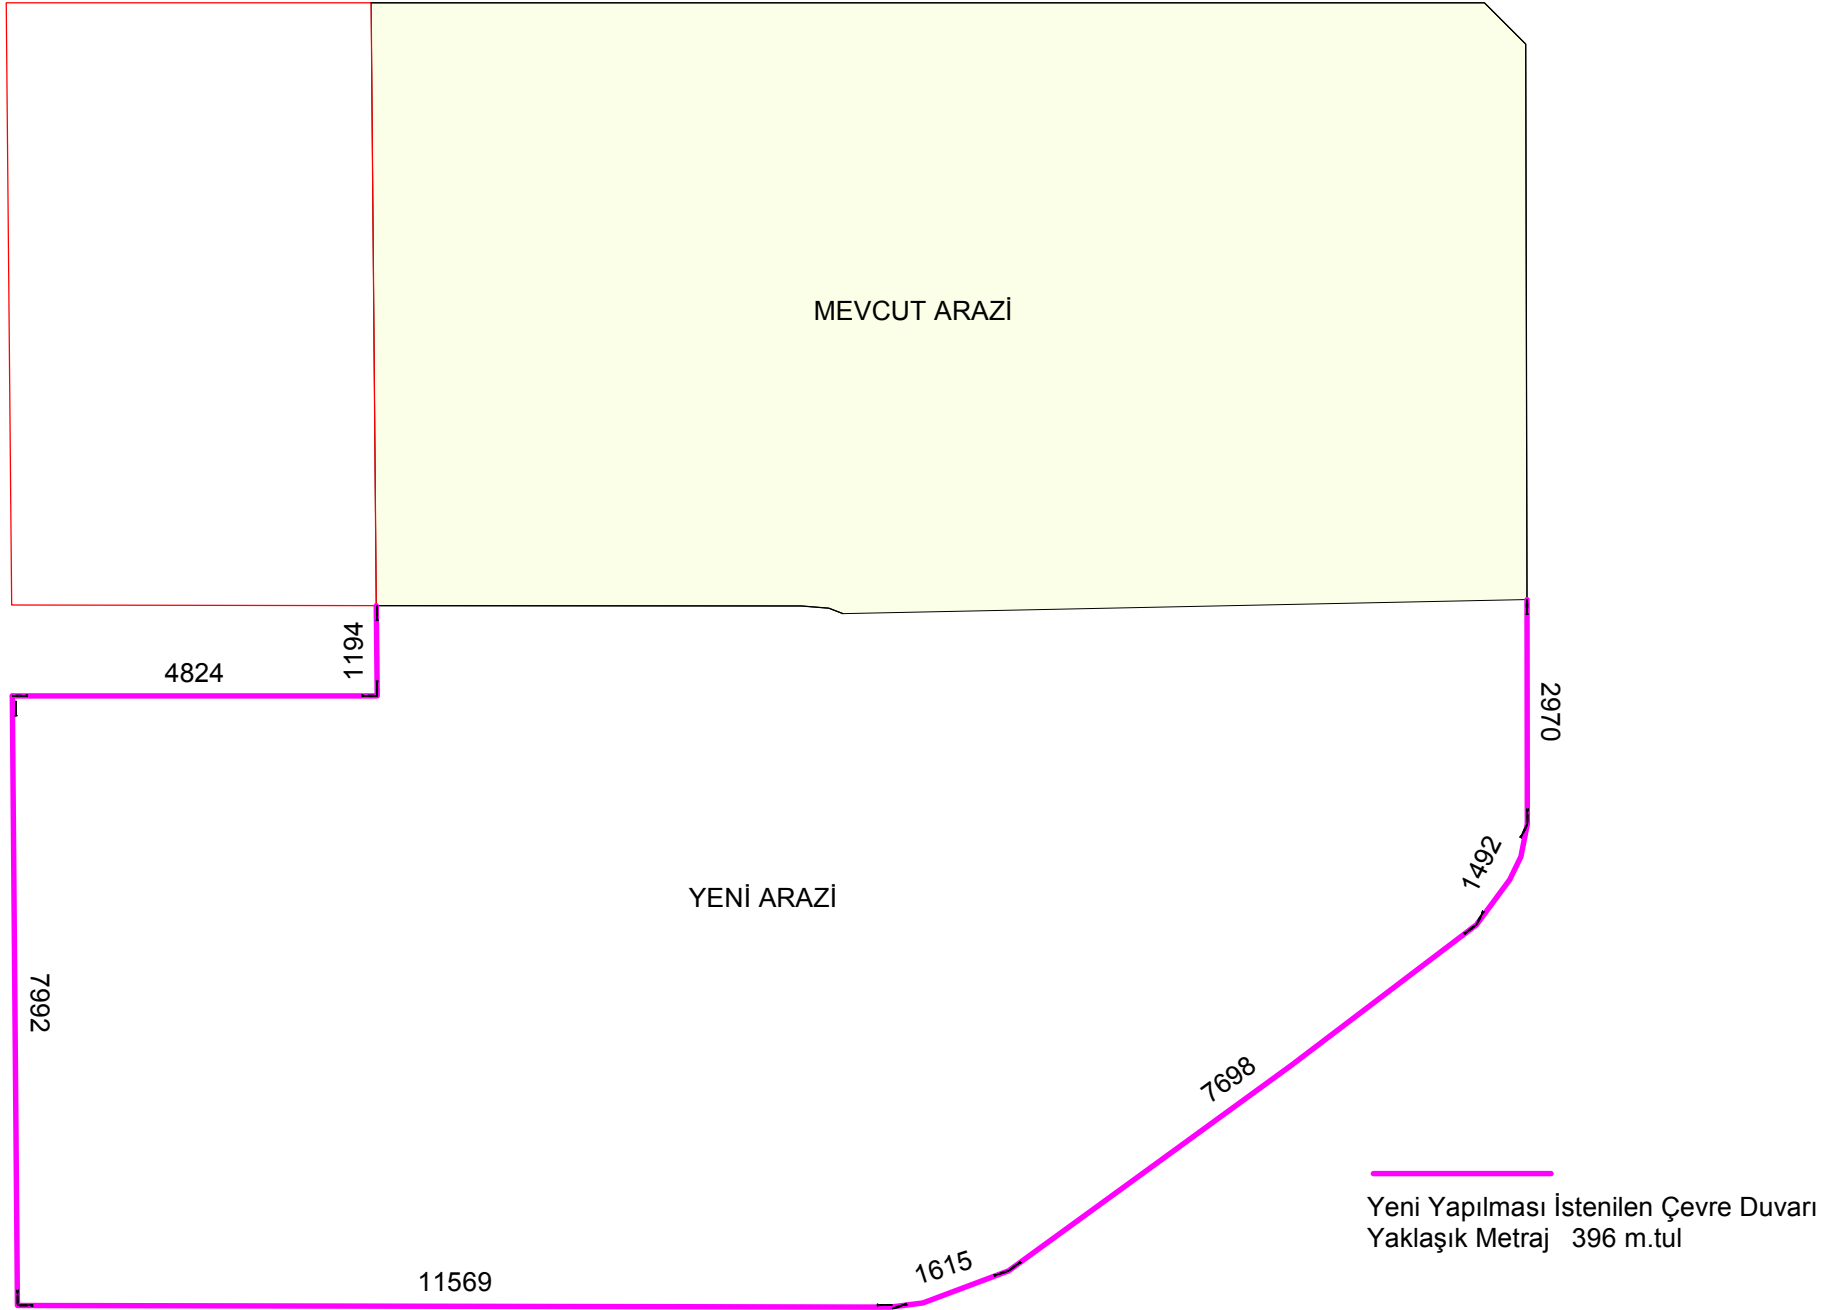 MEVCUT ARAZİ
1194
4824
2970
1492
YENİ ARAZİ
7992
7698
Yeni Yapılması İstenilen Çevre Duvarı
Yaklaşık Metraj 396 m.tul
1615
11569